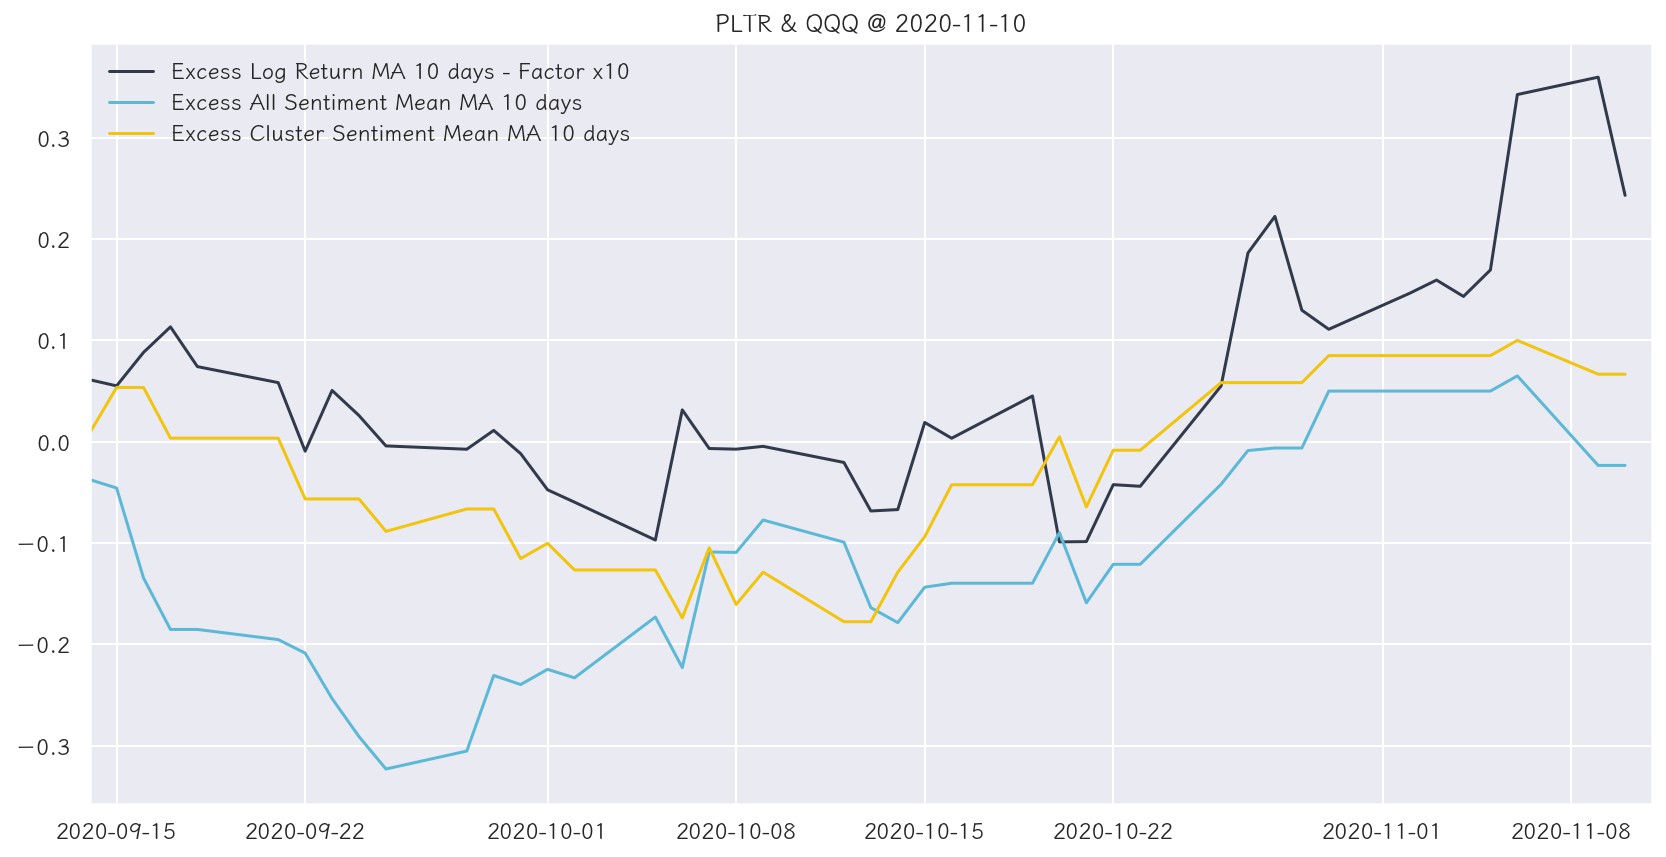 PLTR & QQQ @ 2020-11-10
Excess Log Return MA 10 days - Factor x10
Excess All Sentiment Mean MA 10 days
Excess Cluster Sentiment Mean MA 10 days
0.3
0.2
0.1
0.0
−0.1
−0.2
−0.3
2020-09-15 2020-09-22 2020-10-01 2020-10-08 2020-10-15 2020-10-22 2020-11-01 2020-11-08